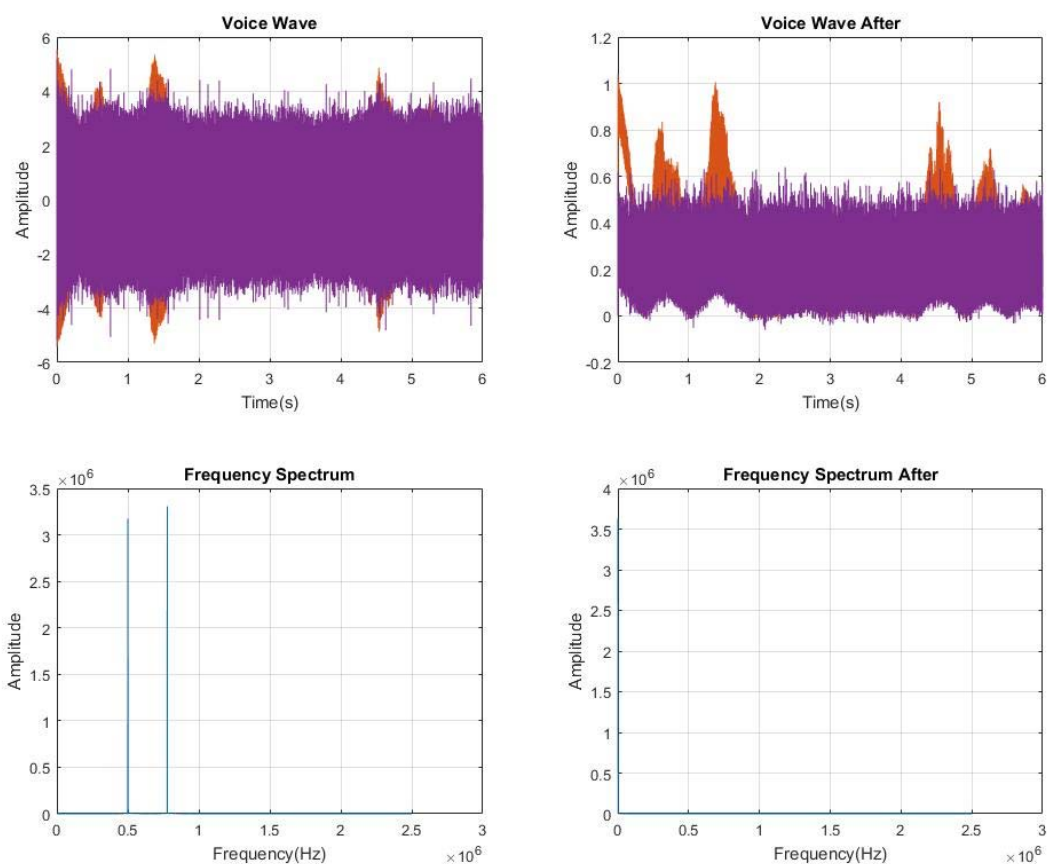 Voice Wave
6
4
2
0
-2
-4
-6
Amplitude
0 1 2 3 4 5 6
Time(s)
Voice Wave After
1.2
1
0.8
0.6
0.4
0.2
0
-0.2
Amplitude
0 1 2 3 4 5 6
Time(s)
Frequency Spectrum
×10^6
3.5
3
2.5
2
1.5
1
0.5
0
Amplitude
0 0.5 1 1.5 2 2.5 3
Frequency(Hz)
×10^6
Frequency Spectrum After
×10^6
4
3.5
3
2.5
2
1.5
1
0.5
0
Amplitude
0 0.5 1 1.5 2 2.5 3
Frequency(Hz)
×10^6